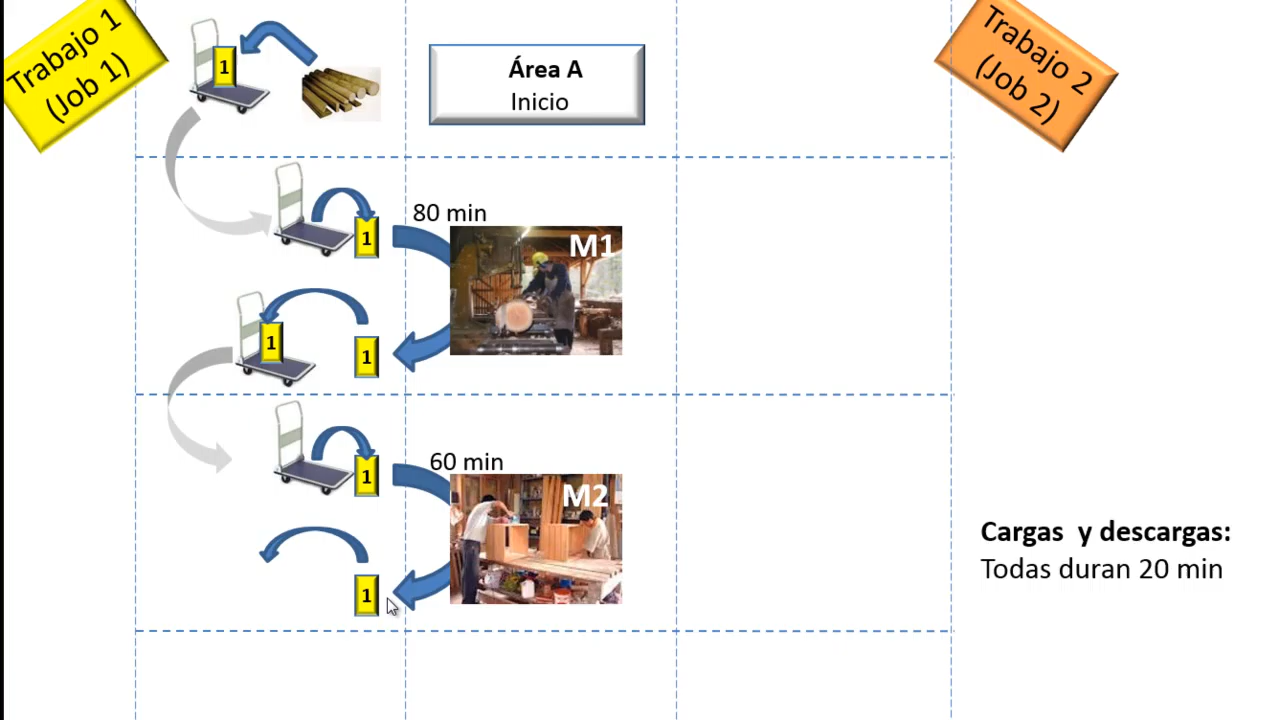 Trabajo 1
(Job 1)
1
Área A
Inicio
Trabajo 2
(Job 2)
80 min
1
M1
1
1
60 min
1
M2
1
Cargas y descargas:
Todas duran 20 min